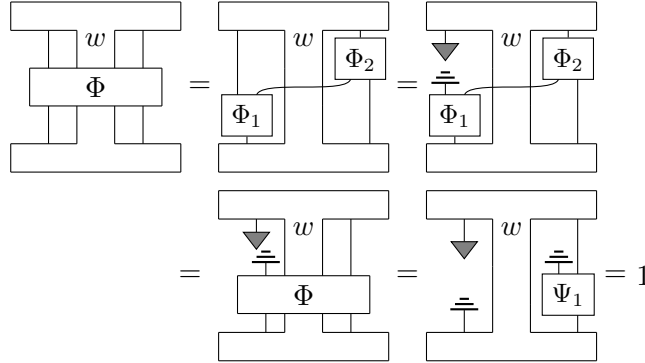 w w w
Φ = Φ₁ Φ₂ = Φ₁ Φ₂
w w
= Φ = Ψ₁ = 1